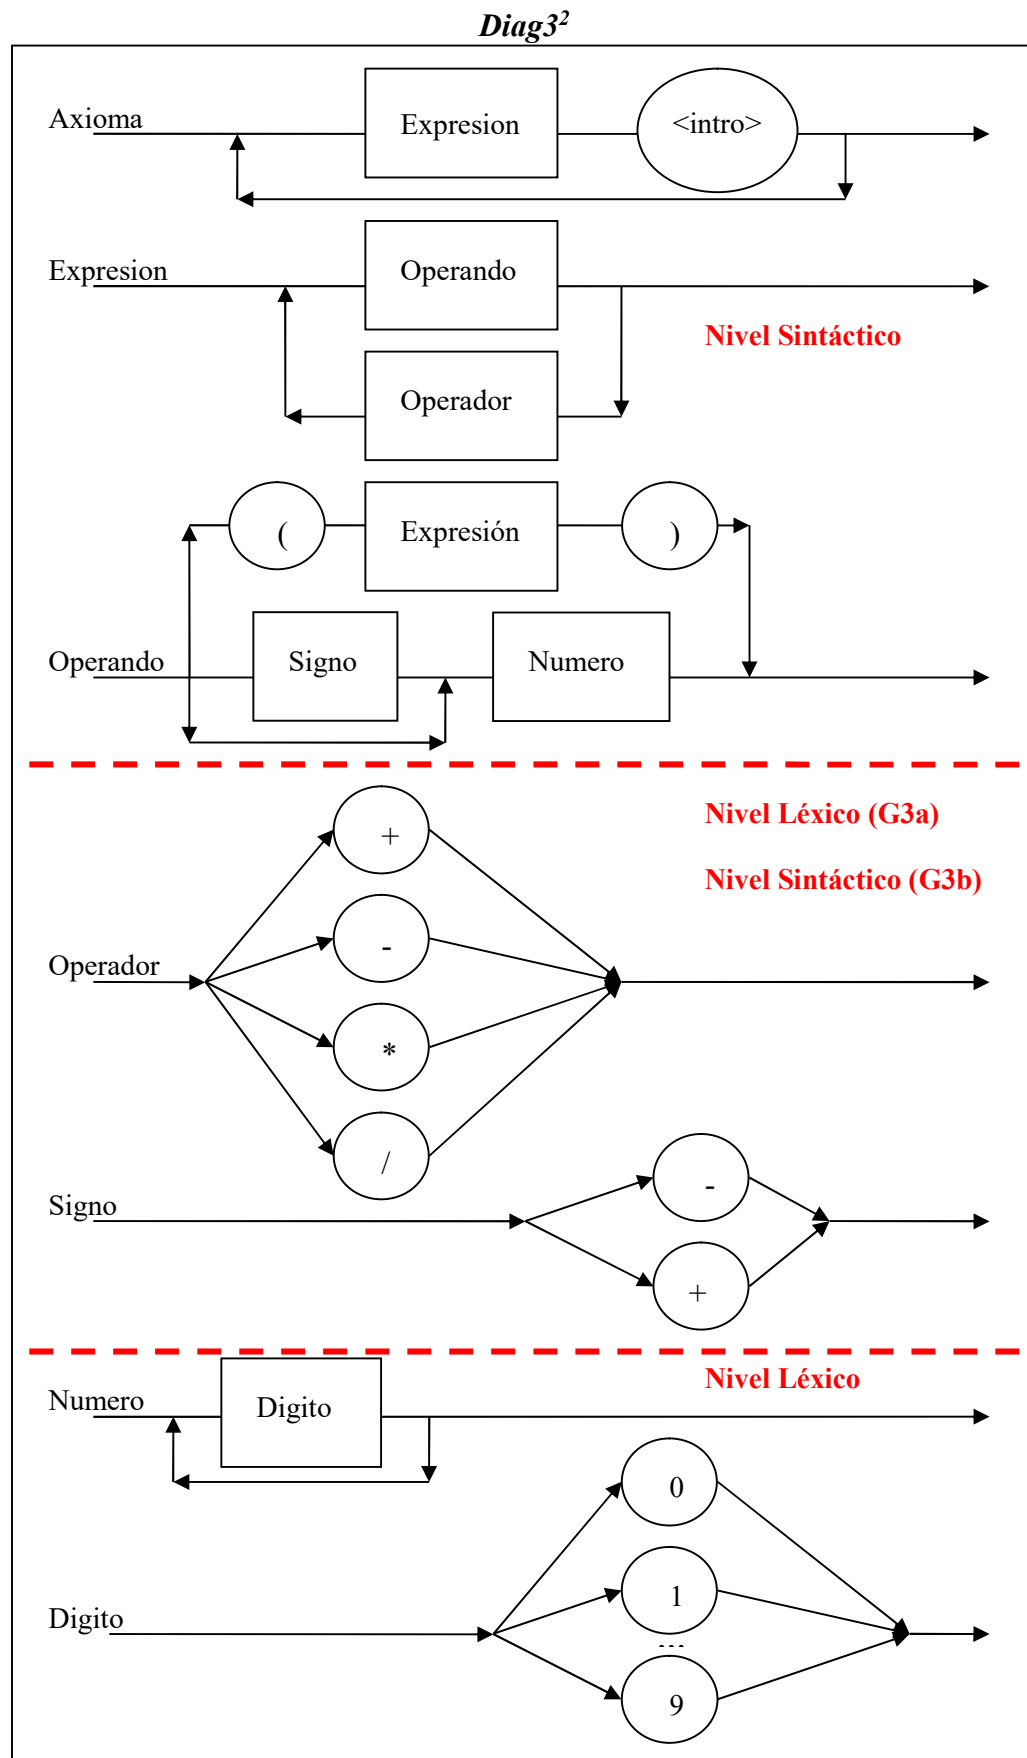 Diag3²
Axioma
Expresion
<intro>
Expresion
Operando
Nivel Sintáctico
Operador
(
Expresión
)
Operando
Signo
Numero
Nivel Léxico (G3a)
+
Nivel Sintáctico (G3b)
-
Operador
*
/
Signo
-
+
Nivel Léxico
Numero
Digito
0
1
Digito
...
9